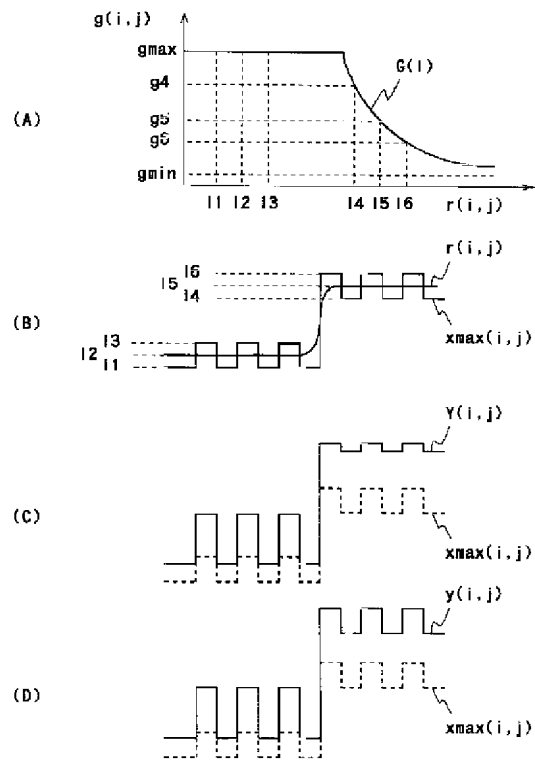 g(i,j)
gmax
G(l)
g4
(A)
g5
g6
gmin
l1 l2 l3 l4 l5 l6 r(i,j)
l6
r(i,j)
l5
l4
(B)
l3
xmax(i,j)
l2
l1
Y(i,j)
(C)
xmax(i,j)
y(i,j)
(D)
xmax(i,j)